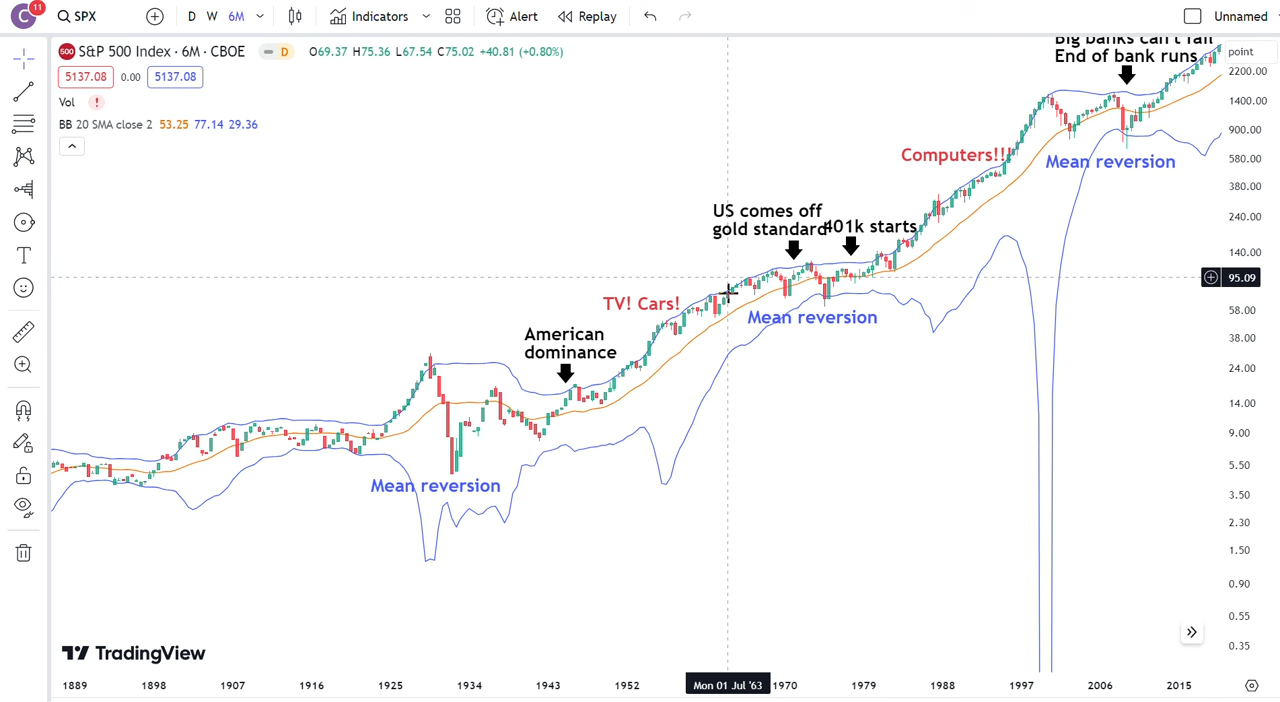 C 11 SPX D W 6M Indicators Alert Replay Unnamed
500 S&P 500 Index · 6M · CBOE D O69.37 H75.36 L67.54 C75.02 +40.81 (+0.80%)
5137.08 0.00 5137.08
Vol !
BB 20 SMA close 2 53.25 77.14 29.36
Big banks can't fail
End of bank runs
point
2200.00
1400.00
900.00
580.00
380.00
240.00
140.00
95.09
58.00
38.00
24.00
14.00
9.00
5.50
3.50
2.30
1.50
0.90
0.55
0.35
Computers!!!
Mean reversion
US comes off
gold standard
401k starts
TV! Cars!
Mean reversion
American
dominance
Mean reversion
TradingView
1889 1898 1907 1916 1925 1934 1943 1952 Mon 01 Jul '63 1970 1979 1988 1997 2006 2015